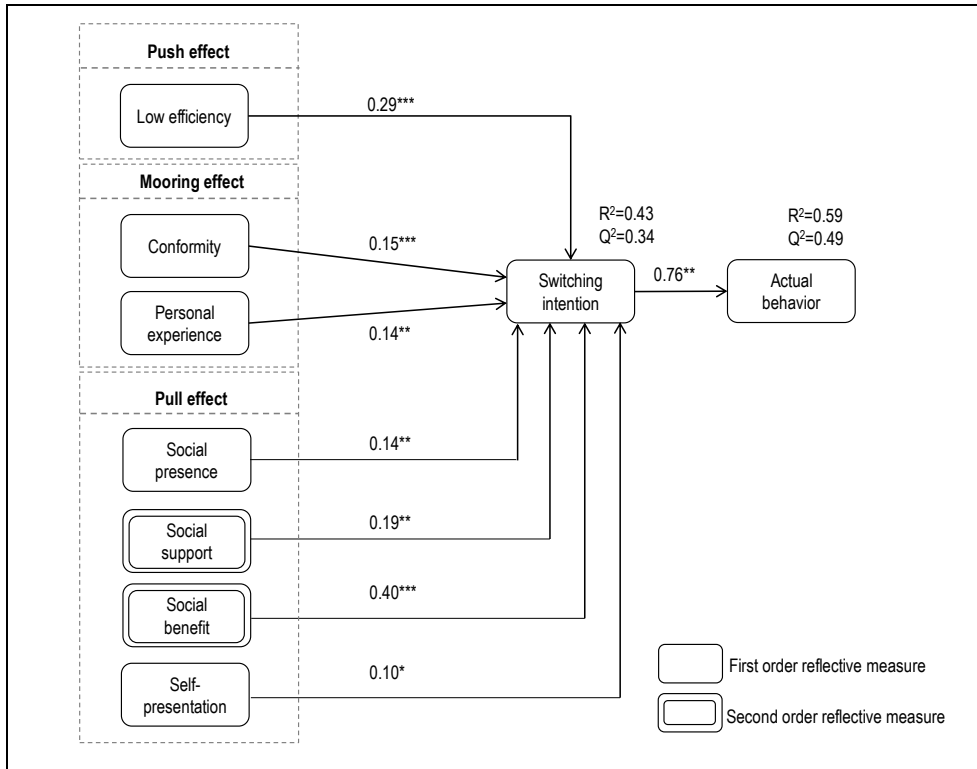 Push effect
Low efficiency
0.29***
Mooring effect
Conformity
0.15***
Personal
experience
0.14**
R²=0.43
Q²=0.34
Switching
intention
0.76**
R²=0.59
Q²=0.49
Actual
behavior
Pull effect
Social
presence
0.14**
Social
support
0.19**
Social
benefit
0.40***
Self-
presentation
0.10*
First order reflective measure
Second order reflective measure